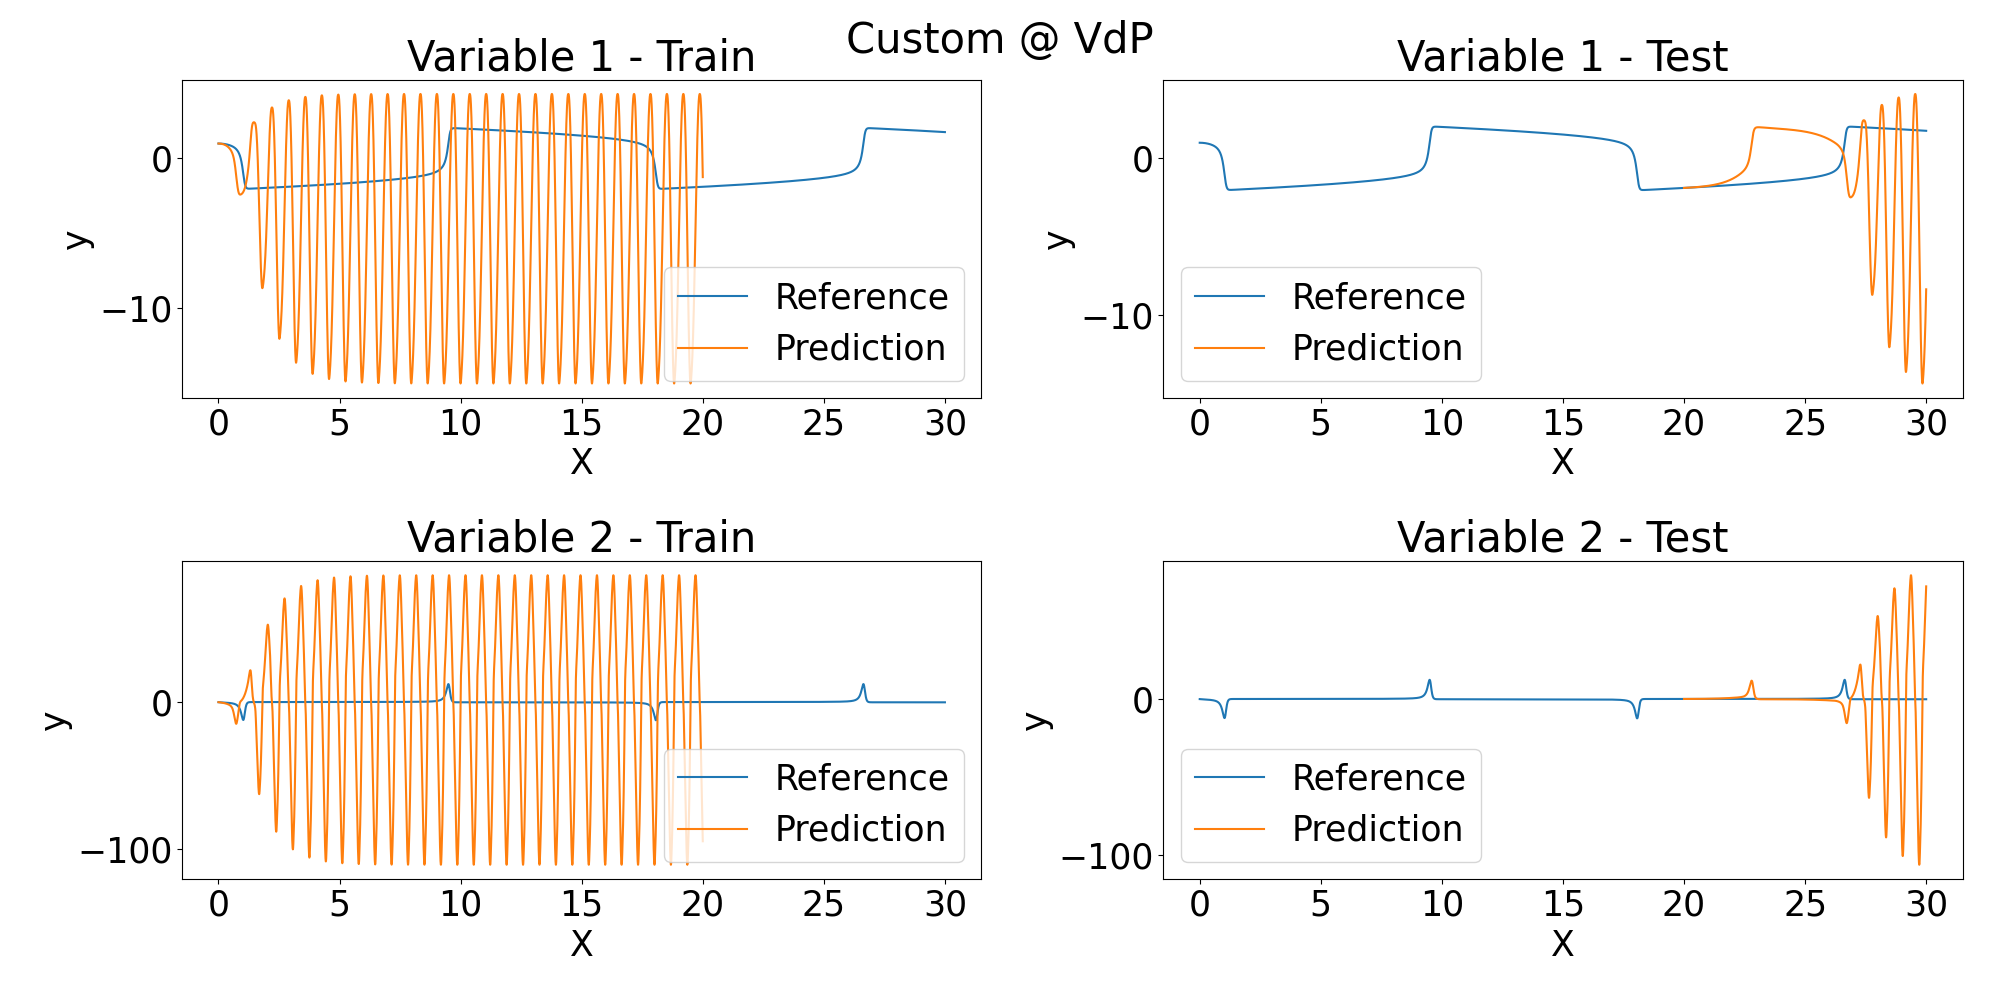 Custom @ VdP
Variable 1 - Train
Variable 1 - Test
0
−10
y
0 5 10 15 20 25 30
X
Reference
Prediction
0
−10
y
0 5 10 15 20 25 30
X
Reference
Prediction
Variable 2 - Train
Variable 2 - Test
0
−100
y
0 5 10 15 20 25 30
X
Reference
Prediction
0
−100
y
0 5 10 15 20 25 30
X
Reference
Prediction